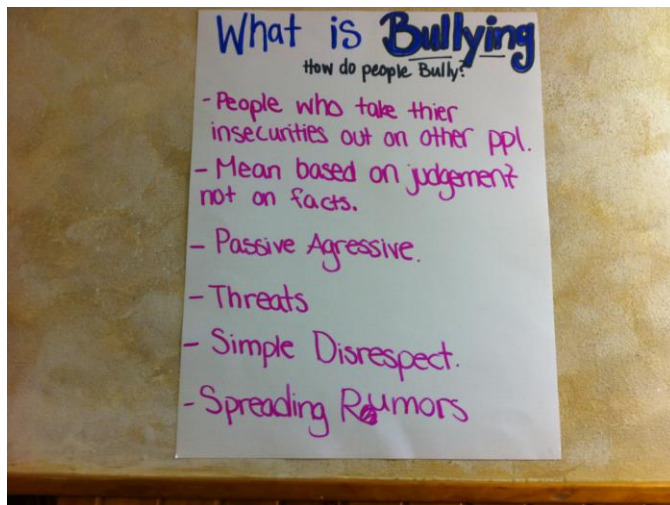 What is Bullying
How do people Bully?
- People who take thier
insecurities out on other ppl.
- Mean based on judgement
not on facts.
- Passive Agressive.
- Threats
- Simple Disrespect.
- Spreading Rumors